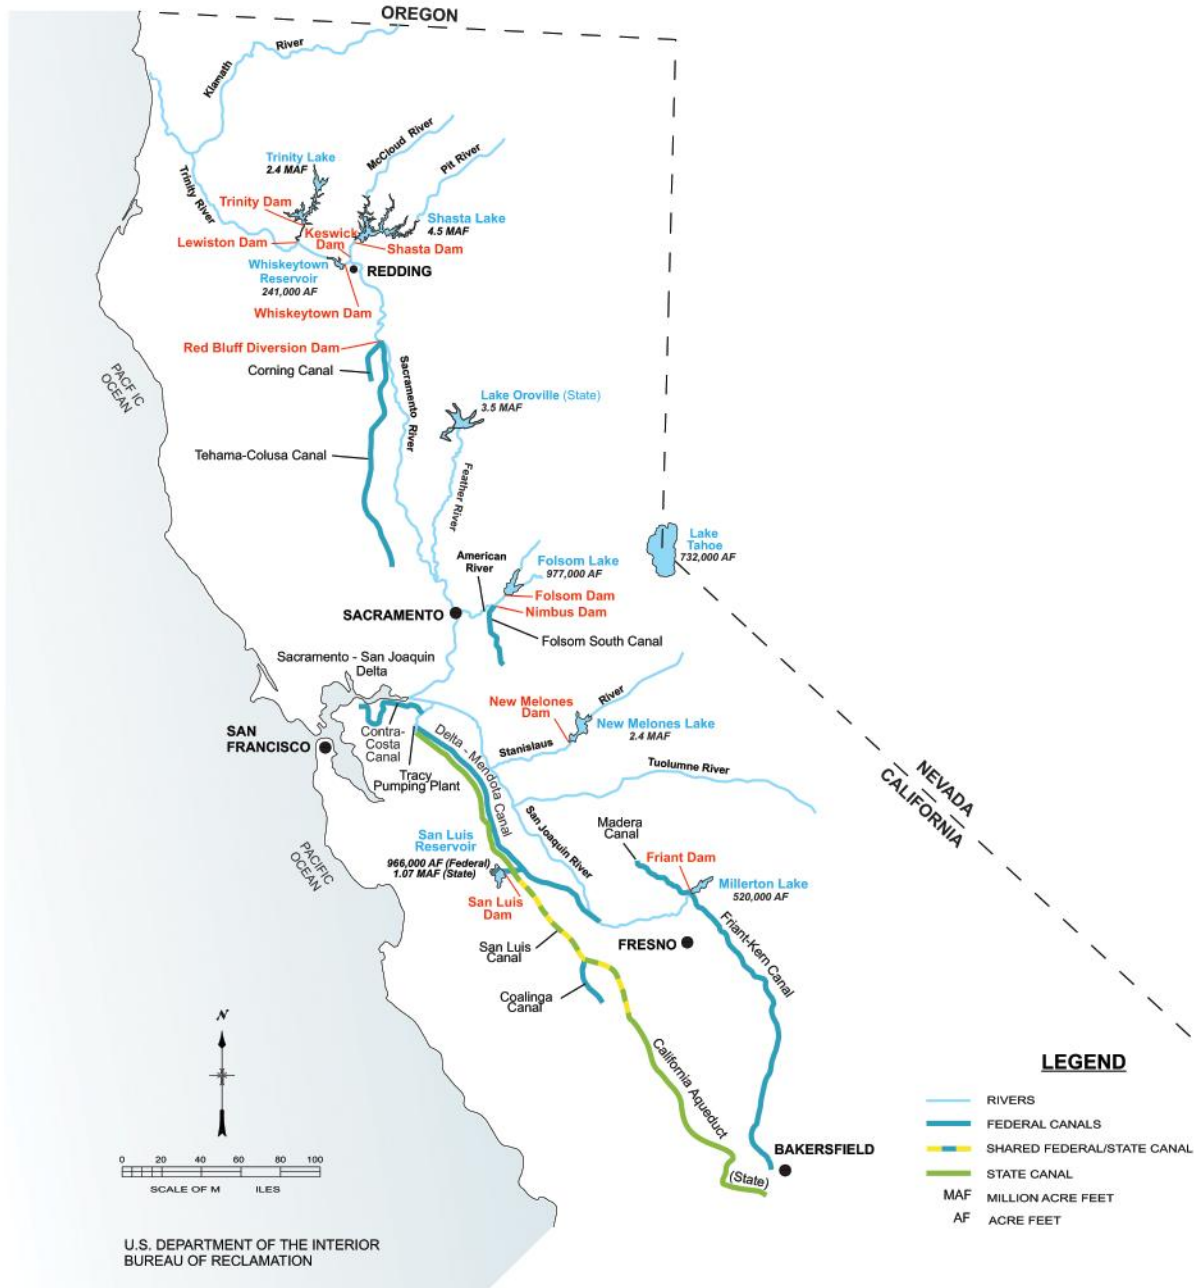 OREGON
Klamath
River
Trinity
River
McCloud River
Pit River
Trinity Lake
2.4 MAF
Trinity Dam
Lewiston Dam
Keswick
Dam
Shasta Lake
4.5 MAF
Shasta Dam
Whiskeytown
Reservoir
241,000 AF
REDDING
Whiskeytown Dam
Red Bluff Diversion Dam
Corning Canal
Sacramento
River
PACF IC
OCEAN
Lake Oroville (State)
3.5 MAF
Tehama-Colusa Canal
Feather River
American
River
Folsom Lake
977,000 AF
Lake
Tahoe
732,000 AF
Folsom Dam
Nimbus Dam
SACRAMENTO
Folsom South Canal
Sacramento - San Joaquin
Delta
New Melones
Dam
River
New Melones Lake
2.4 MAF
Stanislaus
SAN
FRANCISCO
Contra-
Costa
Canal
Delta - Mendota Canal
Tracy
Pumping Plant
Tuolumne River
NEVADA
CALIFORNIA
San Joaquin River
Madera
Canal
San Luis
Reservoir
966,000 AF (Federal)
1.07 MAF (State)
PACIFIC
OCEAN
Friant Dam
Millerton Lake
520,000 AF
San Luis
Dam
FRESNO
San Luis
Canal
Friant-Kern Canal
Coalinga
Canal
N
California Aqueduct
(State)
BAKERSFIELD
LEGEND
RIVERS
FEDERAL CANALS
SHARED FEDERAL/STATE CANAL
STATE CANAL
MAF MILLION ACRE FEET
AF ACRE FEET
0 20 40 60 80 100
SCALE OF M ILES
U.S. DEPARTMENT OF THE INTERIOR
BUREAU OF RECLAMATION